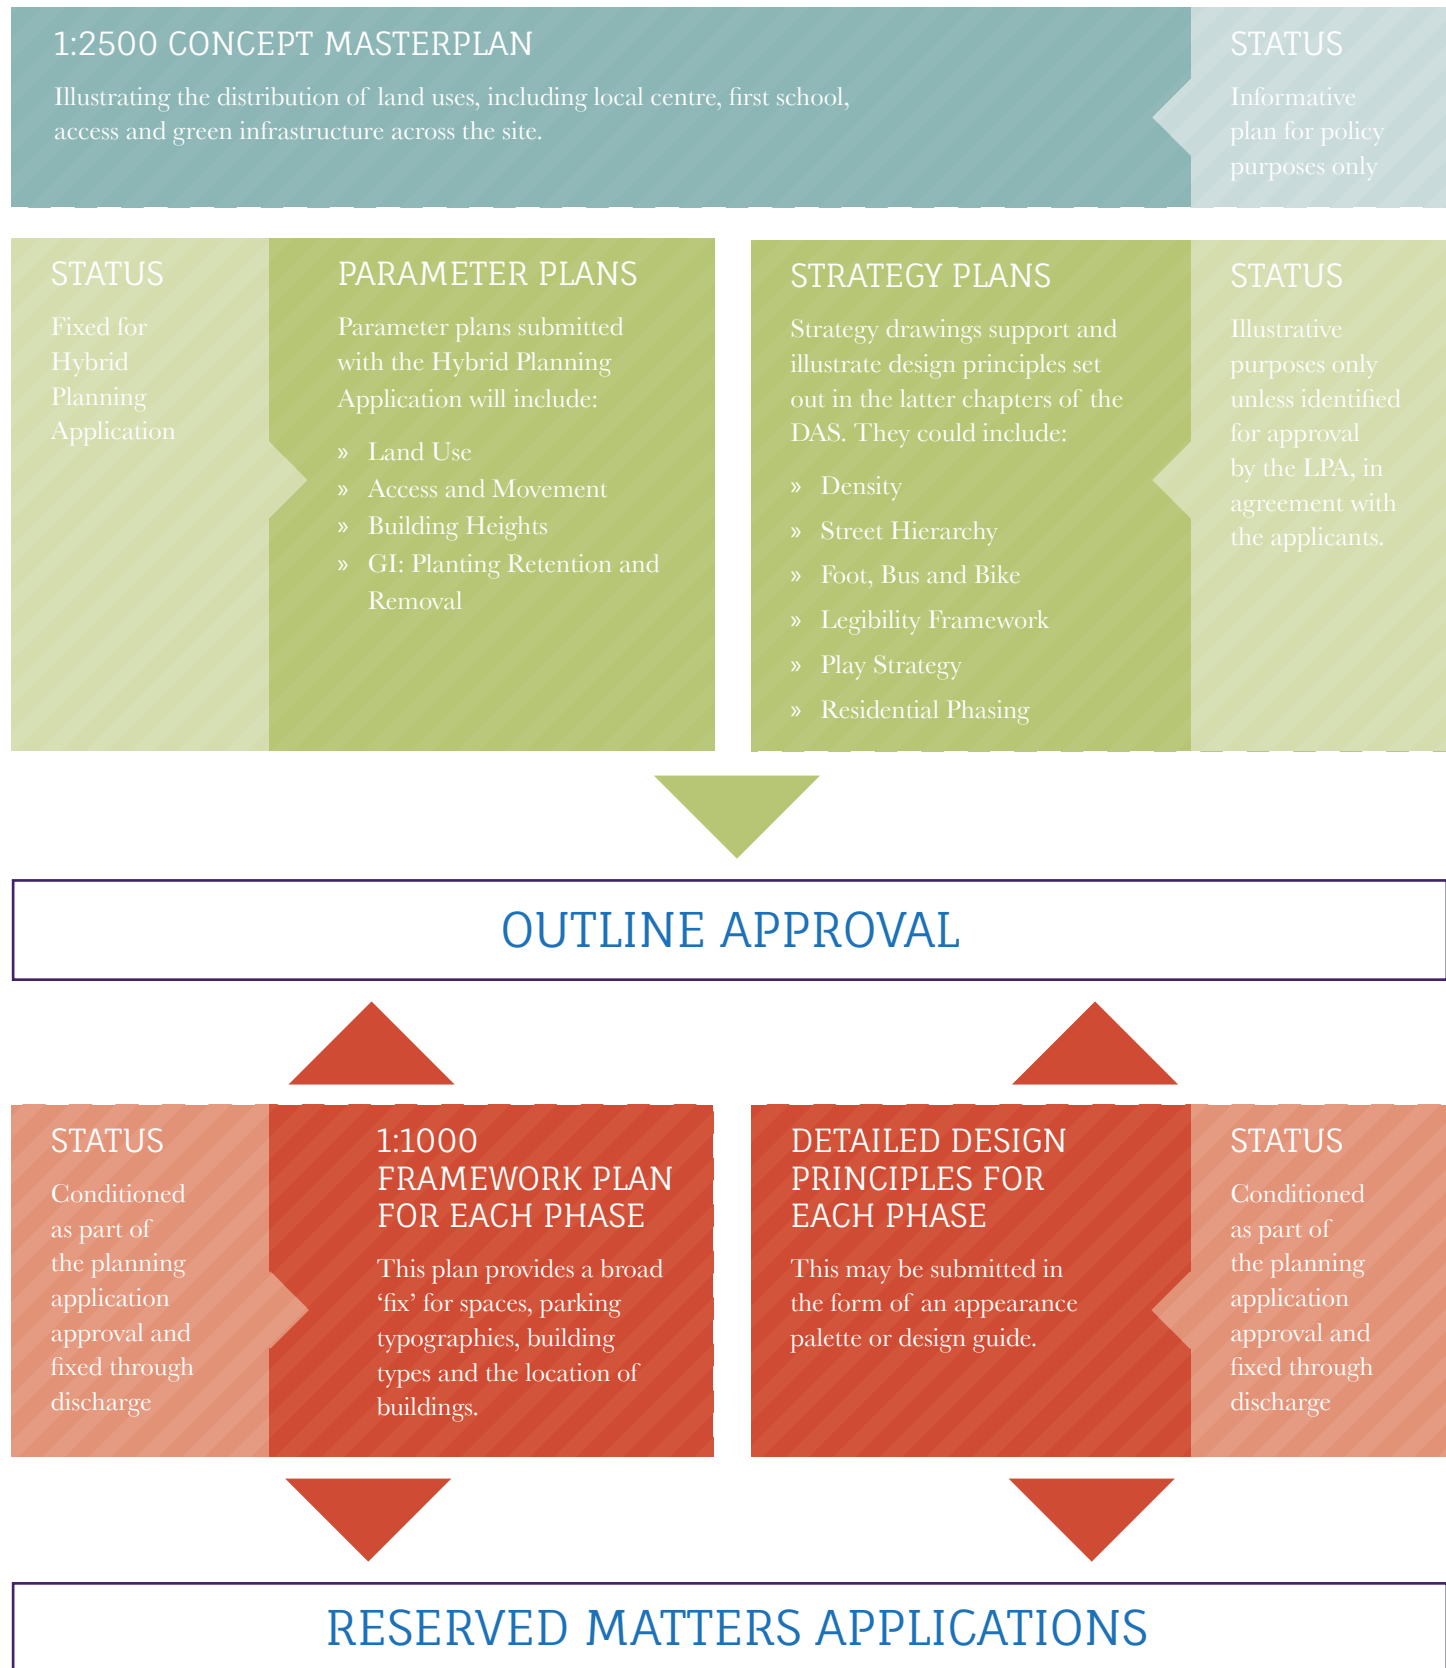 1:2500 CONCEPT MASTERPLAN
Illustrating the distribution of land uses, including local centre, first school,
access and green infrastructure across the site.
STATUS
Informative
plan for policy
purposes only
STATUS
Fixed for
Hybrid
Planning
Application
PARAMETER PLANS
Parameter plans submitted
with the Hybrid Planning
Application will include:
» Land Use
» Access and Movement
» Building Heights
» GI: Planting Retention and
Removal
STRATEGY PLANS
Strategy drawings support and
illustrate design principles set
out in the latter chapters of the
DAS. They could include:
» Density
» Street Hierarchy
» Foot, Bus and Bike
» Legibility Framework
» Play Strategy
» Residential Phasing
STATUS
Illustrative
purposes only
unless identified
for approval
by the LPA, in
agreement with
the applicants.
OUTLINE APPROVAL
STATUS
Conditioned
as part of
the planning
application
approval and
fixed through
discharge
1:1000
FRAMEWORK PLAN
FOR EACH PHASE
This plan provides a broad
‘fix’ for spaces, parking
typographies, building
types and the location of
buildings.
DETAILED DESIGN
PRINCIPLES FOR
EACH PHASE
This may be submitted in
the form of an appearance
palette or design guide.
STATUS
Conditioned
as part of
the planning
application
approval and
fixed through
discharge
RESERVED MATTERS APPLICATIONS